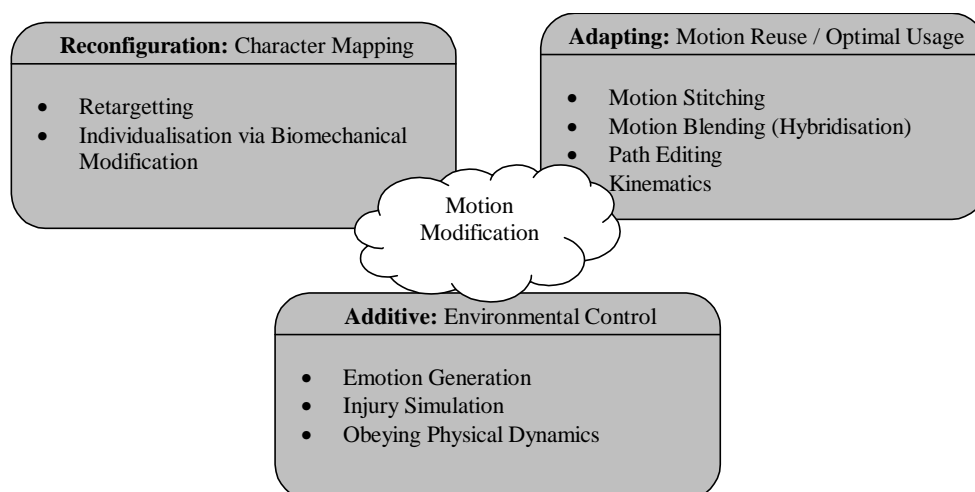 Reconfiguration: Character Mapping
• Retargetting
• Individualisation via Biomechanical
Modification
Adapting: Motion Reuse / Optimal Usage
• Motion Stitching
• Motion Blending (Hybridisation)
• Path Editing
Kinematics
Motion
Modification
Additive: Environmental Control
• Emotion Generation
• Injury Simulation
• Obeying Physical Dynamics